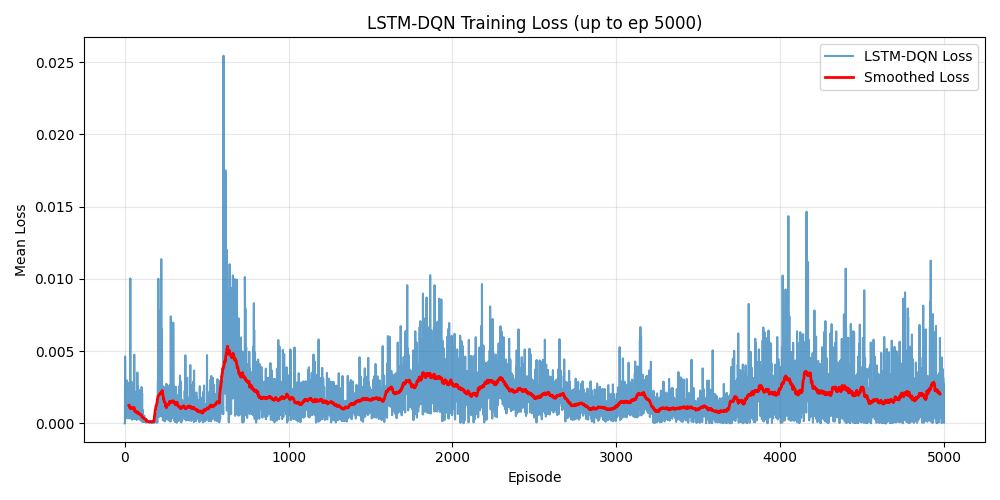 LSTM-DQN Training Loss (up to ep 5000)
LSTM-DQN Loss
Smoothed Loss
Mean Loss
0.025
0.020
0.015
0.010
0.005
0.000
0 1000 2000 3000 4000 5000
Episode